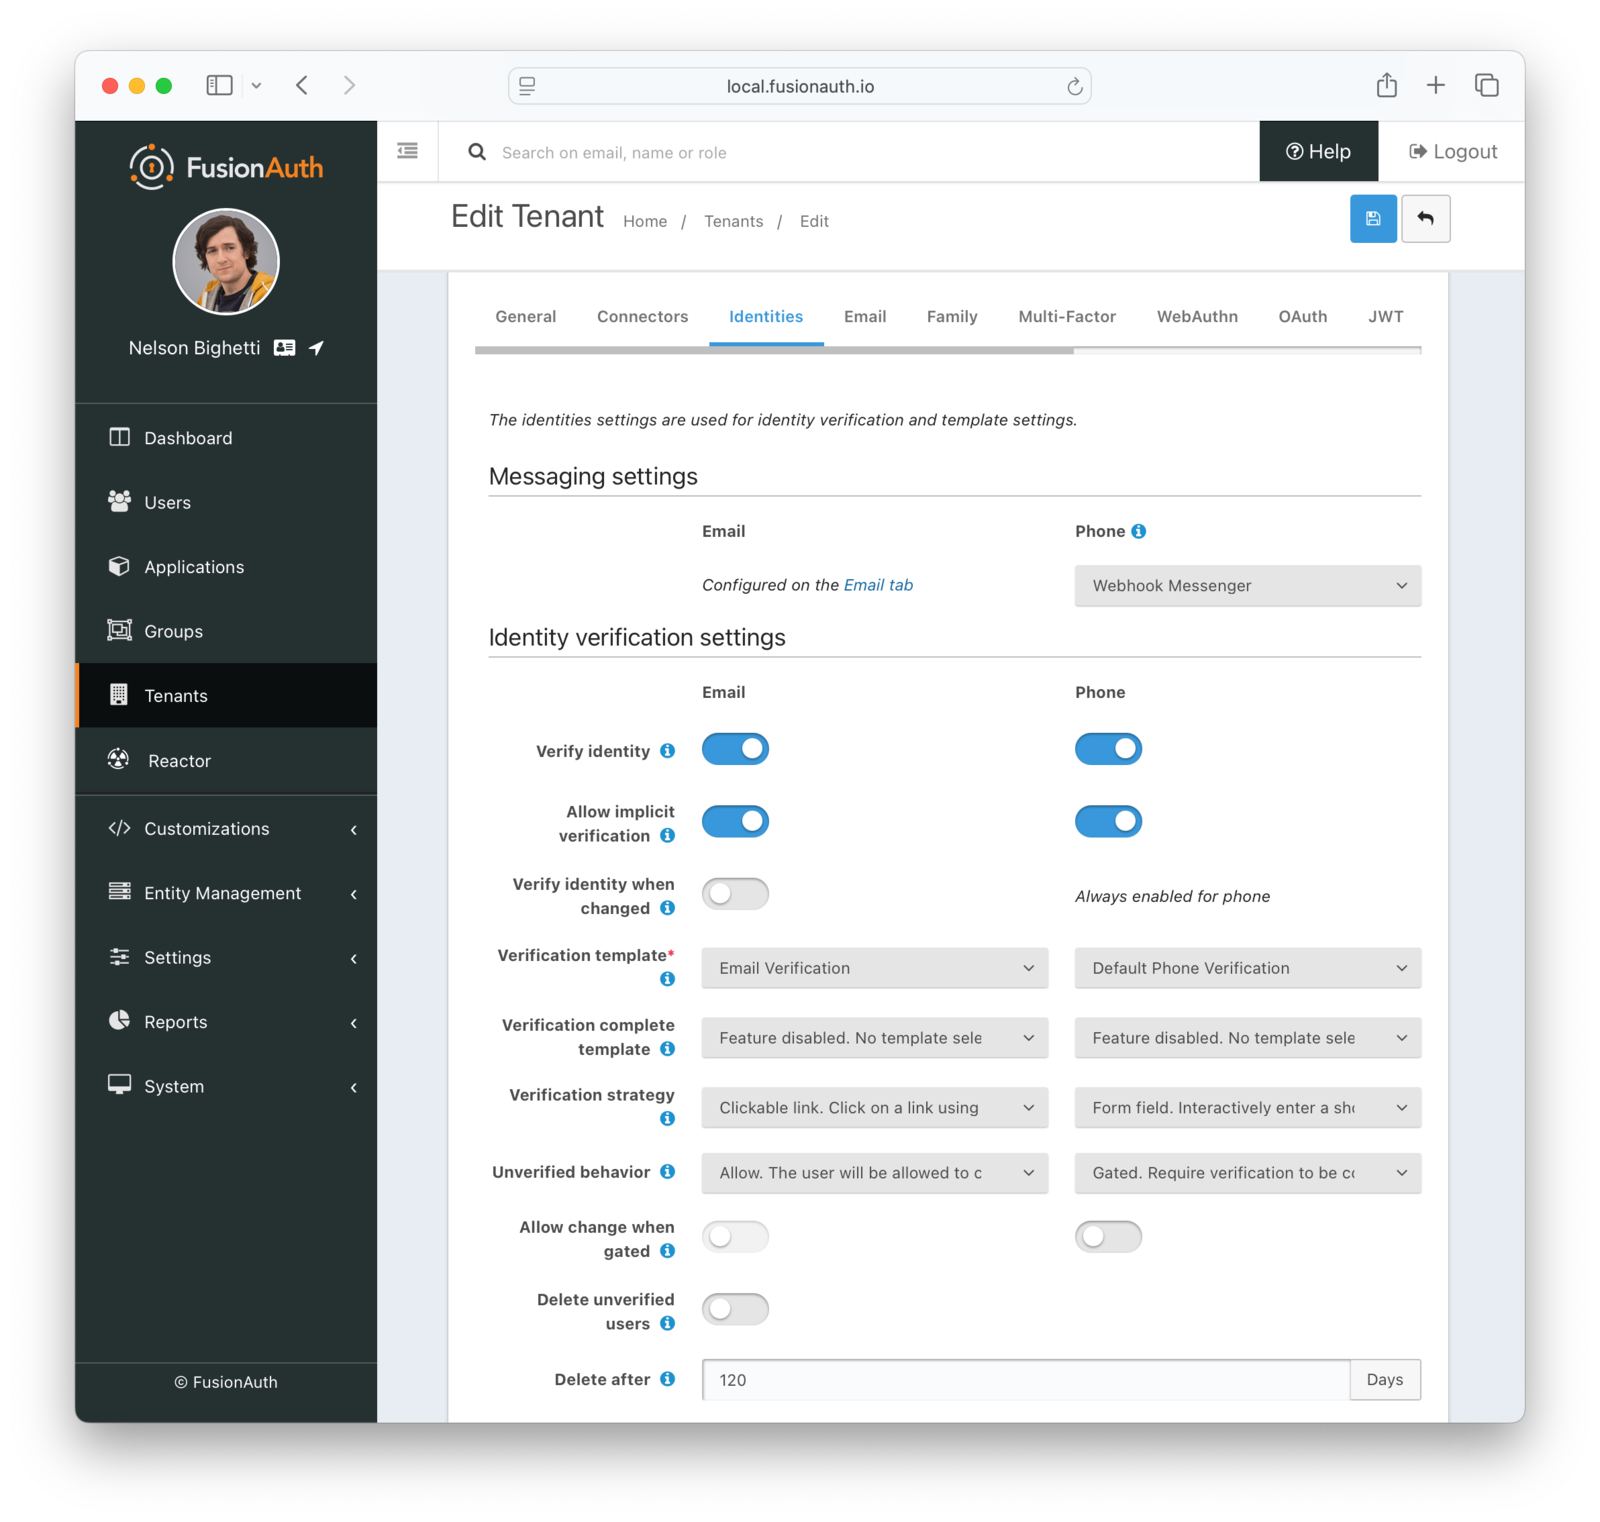 local.fusionauth.io
FusionAuth
Search on email, name or role
Help
Logout
Edit Tenant
Home / Tenants / Edit
Nelson Bighetti
Dashboard
Users
Applications
Groups
Tenants
Reactor
Customizations
Entity Management
Settings
Reports
System
© FusionAuth
General Connectors Identities Email Family Multi-Factor WebAuthn OAuth JWT
The identities settings are used for identity verification and template settings.
Messaging settings
Email Phone
Configured on the Email tab Webhook Messenger
Identity verification settings
Email Phone
Verify identity
Allow implicit
verification
Verify identity when
changed
Always enabled for phone
Verification template*
Email Verification Default Phone Verification
Verification complete
template
Feature disabled. No template sele Feature disabled. No template sele
Verification strategy
Clickable link. Click on a link using Form field. Interactively enter a sho
Unverified behavior
Allow. The user will be allowed to c Gated. Require verification to be co
Allow change when
gated
Delete unverified
users
Delete after 120 Days